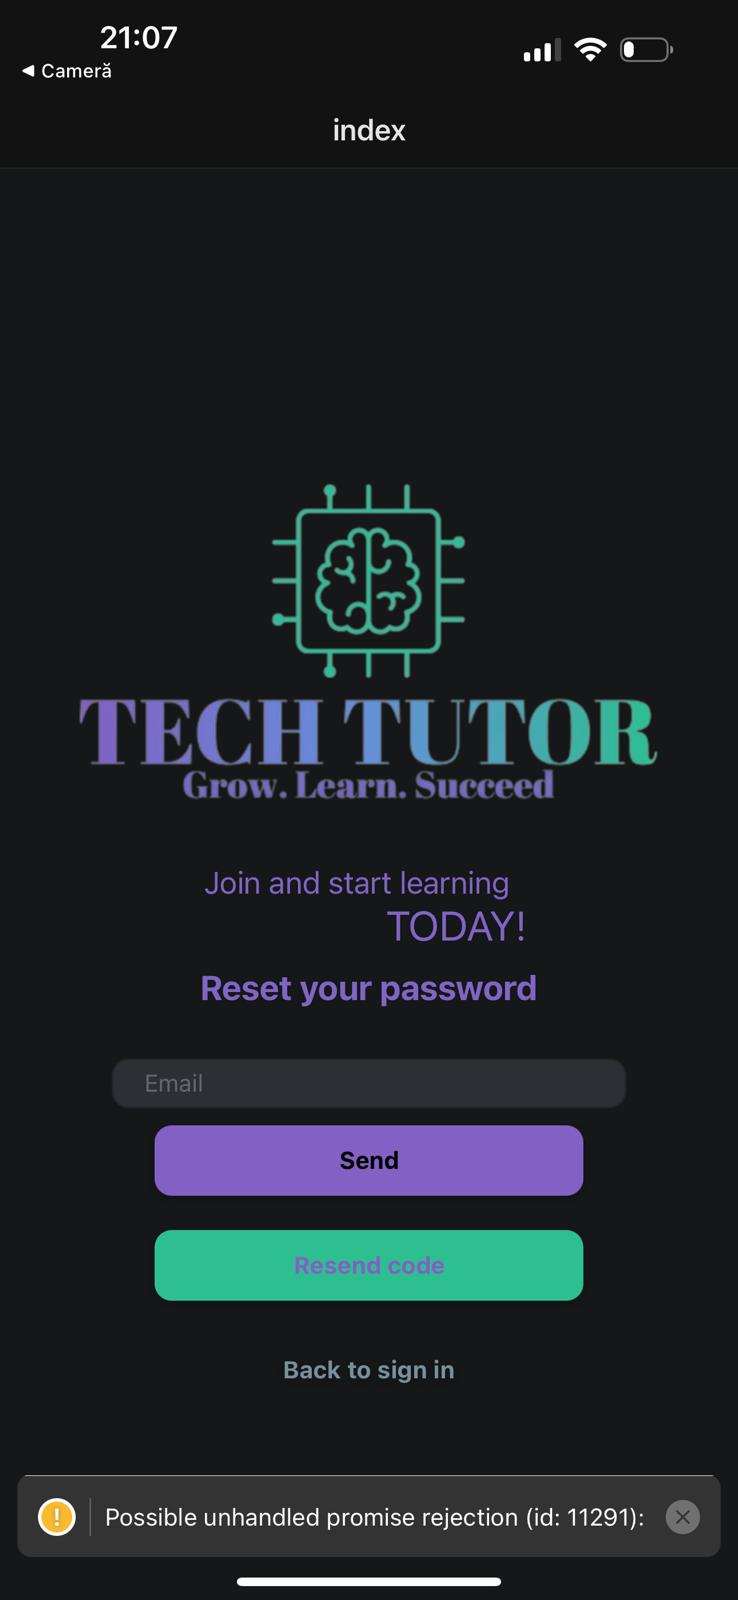 21:07
◀ Cameră
index
TECH TUTOR
Grow. Learn. Succeed
Join and start learning
TODAY!
Reset your password
Email
Send
Resend code
Back to sign in
Possible unhandled promise rejection (id: 11291):